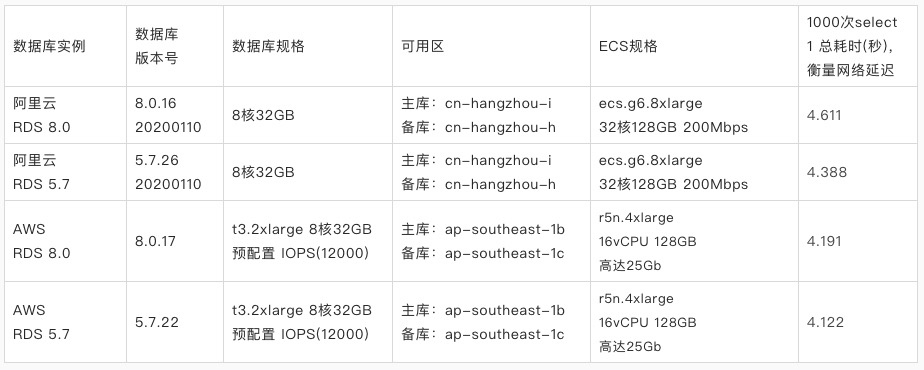 数据库实例
数据库
版本号
数据库规格
可用区
ECS规格
1000次select
1 总耗时(秒),
衡量网络延迟
阿里云
RDS 8.0
8.0.16
20200110
8核32GB
主库：cn-hangzhou-i
备库：cn-hangzhou-h
ecs.g6.8xlarge
32核128GB 200Mbps
4.611
阿里云
RDS 5.7
5.7.26
20200110
8核32GB
主库：cn-hangzhou-i
备库：cn-hangzhou-h
ecs.g6.8xlarge
32核128GB 200Mbps
4.388
AWS
RDS 8.0
8.0.17
t3.2xlarge 8核32GB
预配置 IOPS(12000)
主库：ap-southeast-1b
备库：ap-southeast-1c
r5n.4xlarge
16vCPU 128GB
高达25Gb
4.191
AWS
RDS 5.7
5.7.22
t3.2xlarge 8核32GB
预配置 IOPS(12000)
主库：ap-southeast-1b
备库：ap-southeast-1c
r5n.4xlarge
16vCPU 128GB
高达25Gb
4.122